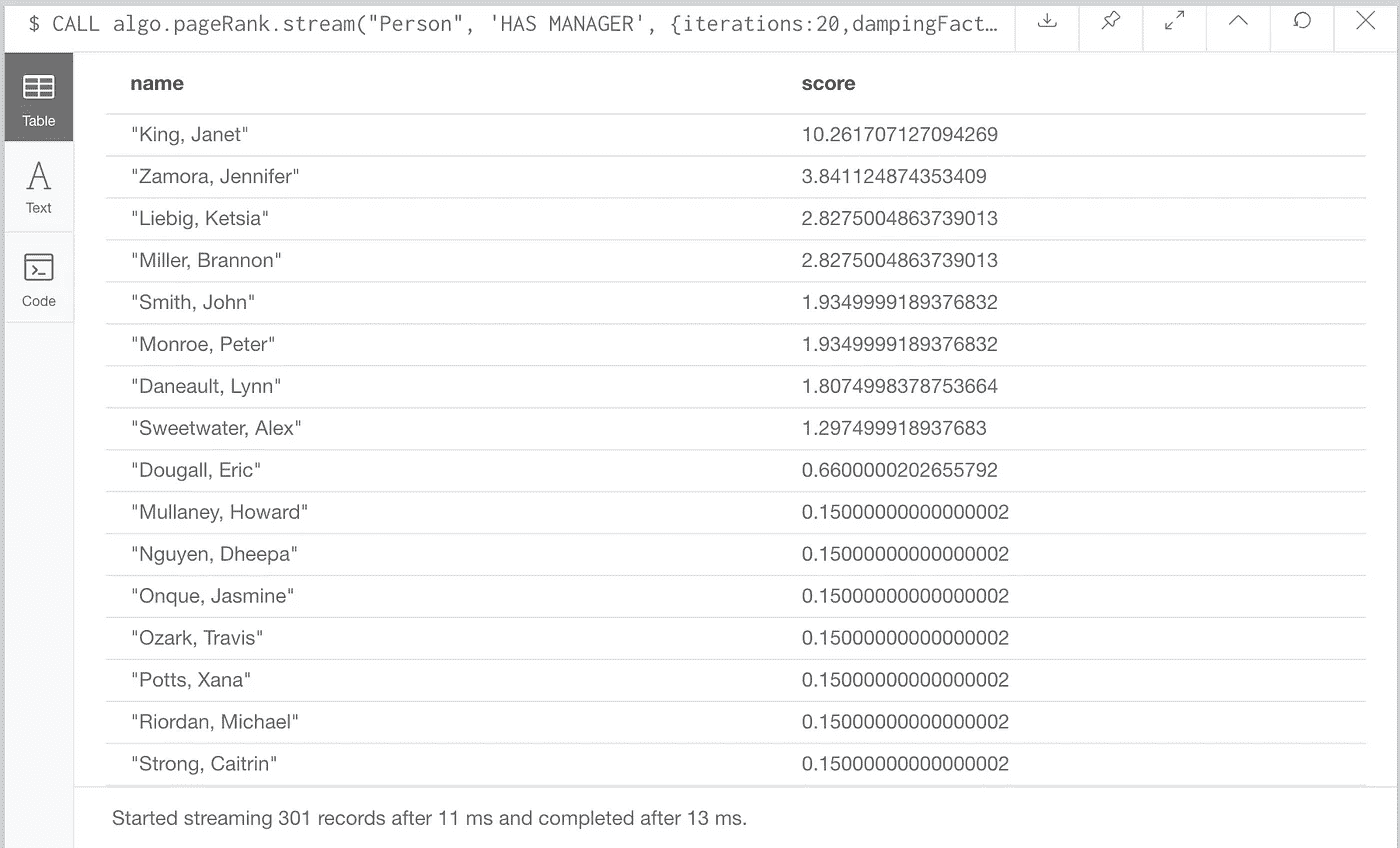 $ CALL algo.pageRank.stream("Person", 'HAS MANAGER', {iterations:20,dampingFact…
Table
Text
Code
name score
"King, Janet" 10.261707127094269
"Zamora, Jennifer" 3.841124874353409
"Liebig, Ketsia" 2.8275004863739013
"Miller, Brannon" 2.8275004863739013
"Smith, John" 1.9349999189376832
"Monroe, Peter" 1.9349999189376832
"Daneault, Lynn" 1.8074998378753664
"Sweetwater, Alex" 1.297499918937683
"Dougall, Eric" 0.6600000202655792
"Mullaney, Howard" 0.15000000000000002
"Nguyen, Dheepa" 0.15000000000000002
"Onque, Jasmine" 0.15000000000000002
"Ozark, Travis" 0.15000000000000002
"Potts, Xana" 0.15000000000000002
"Riordan, Michael" 0.15000000000000002
"Strong, Caitrin" 0.15000000000000002
Started streaming 301 records after 11 ms and completed after 13 ms.